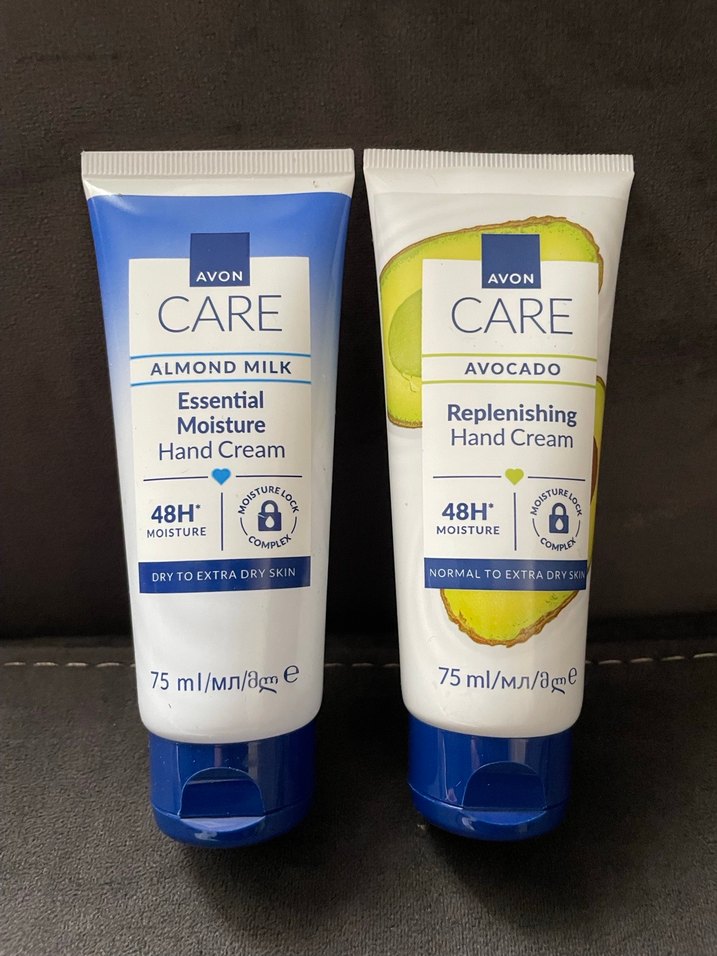 AVON
CARE
ALMOND MILK
Essential
Moisture
Hand Cream
48H*
MOISTURE
MOISTURE LOCK
COMPLEX
DRY TO EXTRA DRY SKIN
75 ml/мл/მლ e
AVON
CARE
AVOCADO
Replenishing
Hand Cream
48H*
MOISTURE
MOISTURE LOCK
COMPLEX
NORMAL TO EXTRA DRY SKIN
75 ml/мл/მლ e